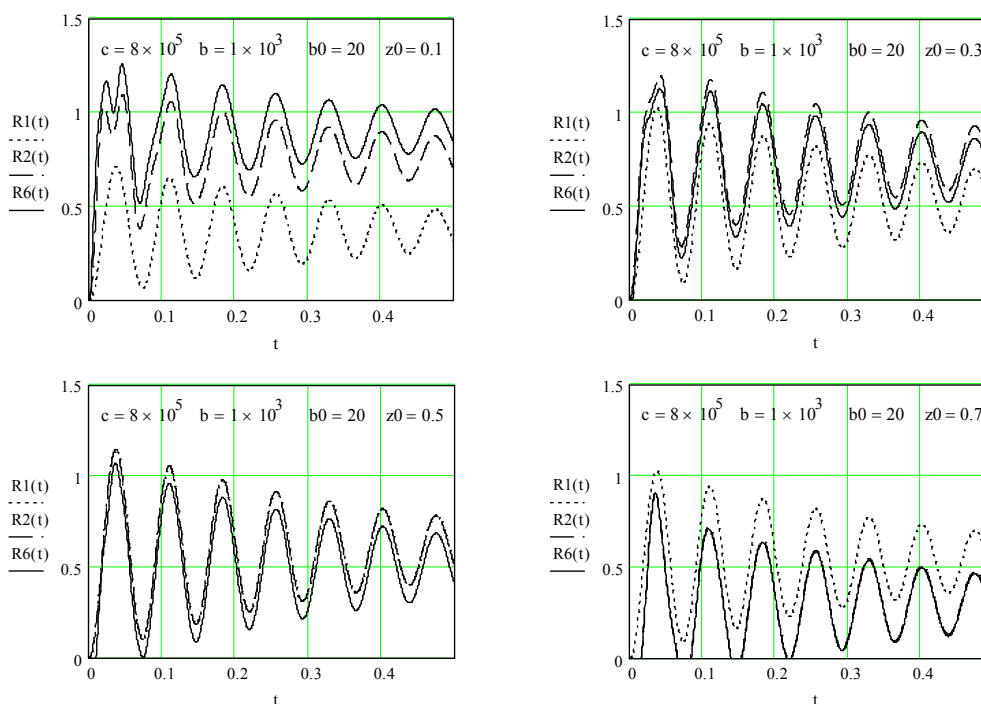 1.5
c = 8 × 10^5 b = 1 × 10^3 b0 = 20 z0 = 0.1
1
R1(t)
R2(t)
0.5
R6(t)
0
0 0.1 0.2 0.3 0.4
t
1.5
c = 8 × 10^5 b = 1 × 10^3 b0 = 20 z0 = 0.3
1
R1(t)
R2(t)
0.5
R6(t)
0
0 0.1 0.2 0.3 0.4
t
1.5
c = 8 × 10^5 b = 1 × 10^3 b0 = 20 z0 = 0.5
1
R1(t)
R2(t)
0.5
R6(t)
0
0 0.1 0.2 0.3 0.4
t
1.5
c = 8 × 10^5 b = 1 × 10^3 b0 = 20 z0 = 0.7
1
R1(t)
R2(t)
0.5
R6(t)
0
0 0.1 0.2 0.3 0.4
t